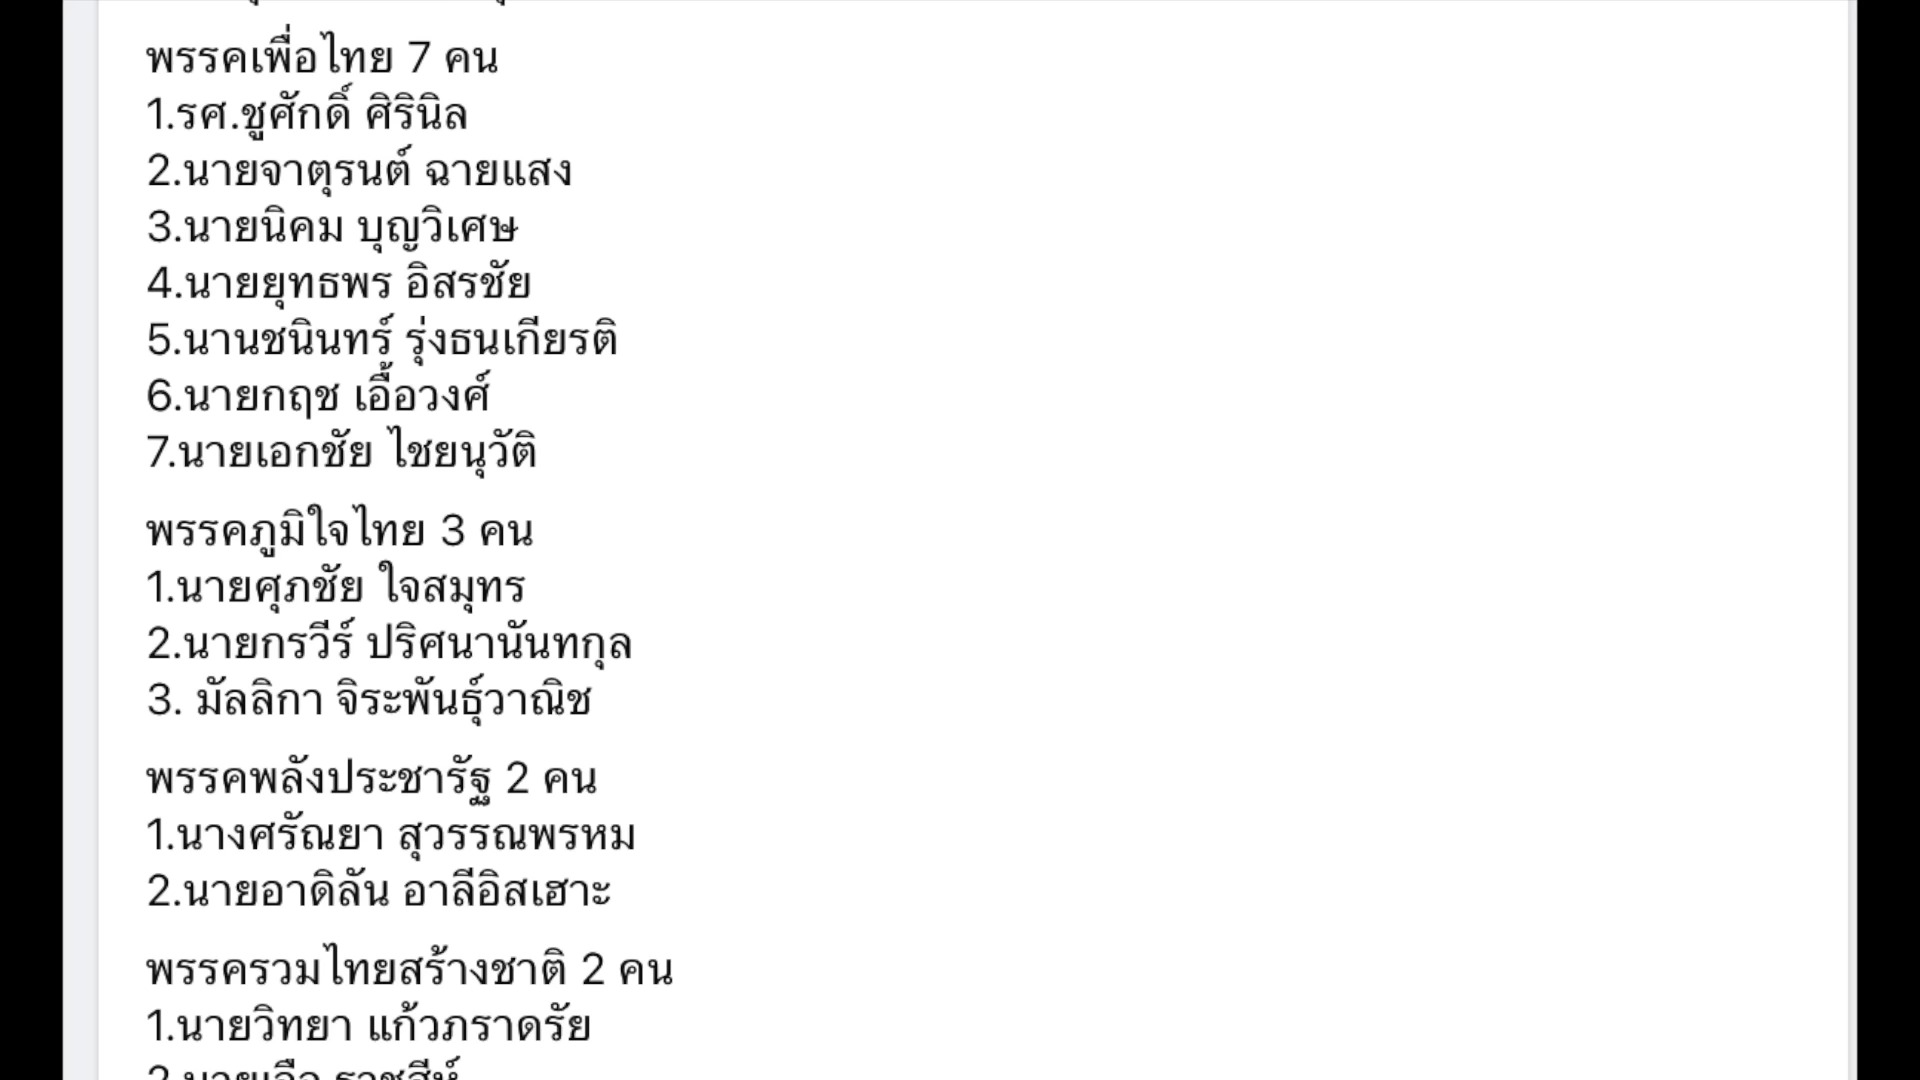 พรรคเพื่อไทย 7 คน
1.รศ.ชูศักดิ์ ศิรินิล
2.นายจาตุรนต์ ฉายแสง
3.นายนิคม บุญวิเศษ
4.นายยุทธพร อิสรชัย
5.นานชนินทร์ รุ่งธนเกียรติ
6.นายกฤช เอื้อวงศ์
7.นายเอกชัย ไชยนุวัติ
พรรคภูมิใจไทย 3 คน
1.นายศุภชัย ใจสมุทร
2.นายกรวีร์ ปริศนานันทกุล
3. มัลลิกา จิระพันธุ์วาณิช
พรรคพลังประชารัฐ 2 คน
1.นางศรัณยา สุวรรณพรหม
2.นายอาดิลัน อาลีอิสเฮาะ
พรรครวมไทยสร้างชาติ 2 คน
1.นายวิทยา แก้วภราดรัย